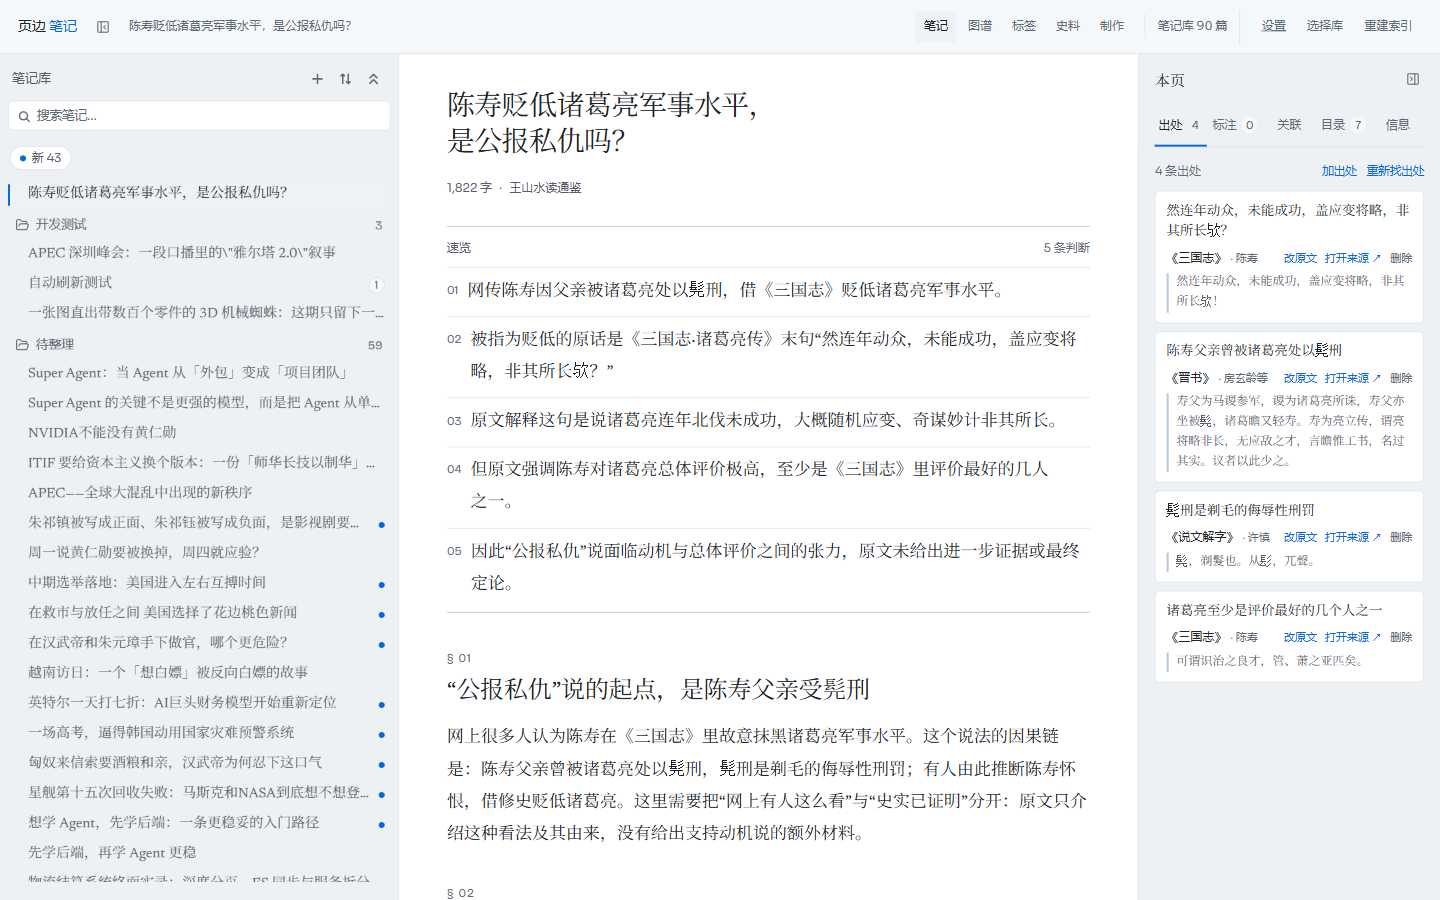 页边 笔记
陈寿贬低诸葛亮军事水平，是公报私仇吗？
笔记 图谱 标签 史料 制作 笔记库 90 篇 设置 选择库 重建索引
笔记库
搜索笔记...
新 43
陈寿贬低诸葛亮军事水平，是公报私仇吗？
开发测试 3
APEC 深圳峰会：一段口播里的\"雅尔塔 2.0\"叙事
自动刷新测试 1
一张图直出带数百个零件的 3D 机械蜘蛛：这期只留下一...
待整理 59
Super Agent：当 Agent 从「外包」变成「项目团队」
Super Agent 的关键不是更强的模型，而是把 Agent 从单...
NVIDIA不能没有黄仁勋
ITIF 要给资本主义换个版本：一份「师华长技以制华」...
APEC——全球大混乱中出现的新秩序
朱祁镇被写成正面、朱祁钰被写成负面，是影视剧要...
周一说黄仁勋要被换掉，周四就应验？
中期选举落地：美国进入左右互搏时间
在救市与放任之间 美国选择了花边桃色新闻
在汉武帝和朱元璋手下做官，哪个更危险？
越南访日：一个「想白嫖」被反向白嫖的故事
英特尔一天打七折：AI巨头财务模型开始重新定位
一场高考，逼得韩国动用国家灾难预警系统
匈奴来信索要酒粮和亲，汉武帝为何忍下这口气
星舰第十五次回收失败：马斯克和NASA到底想不想登...
想学 Agent，先学后端：一条更稳妥的入门路径
先学后端，再学 Agent 更稳
陈寿贬低诸葛亮军事水平，
是公报私仇吗？
1,822 字 · 王山水读通鉴
速览 5 条判断
01 网传陈寿因父亲被诸葛亮处以髡刑，借《三国志》贬低诸葛亮军事水平。
02 被指为贬低的原话是《三国志·诸葛亮传》末句“然连年动众，未能成功，盖应变将
略，非其所长欤？”
03 原文解释这句是说诸葛亮连年北伐未成功，大概随机应变、奇谋妙计非其所长。
04 但原文强调陈寿对诸葛亮总体评价极高，至少是《三国志》里评价最好的几人
之一。
05 因此“公报私仇”说面临动机与总体评价之间的张力，原文未给出进一步证据或最终
定论。
§ 01
“公报私仇”说的起点，是陈寿父亲受髡刑
网上很多人认为陈寿在《三国志》里故意抹黑诸葛亮军事水平。这个说法的因果链
是：陈寿父亲曾被诸葛亮处以髡刑，髡刑是剃毛的侮辱性刑罚；有人由此推断陈寿怀
恨，借修史贬低诸葛亮。这里需要把“网上有人这么看”与“史实已证明”分开：原文只介
绍这种看法及其由来，没有给出支持动机说的额外材料。
§ 02
本页
出处 4 标注 0 关联 目录 7 信息
4 条出处 加出处 重新找出处
然连年动众，未能成功，盖应变将略，非
其所长欤？
《三国志》 · 陈寿 改原文 打开来源 ↗ 删除
然连年动众，未能成功，盖应变将略，非其
所长欤！
陈寿父亲曾被诸葛亮处以髡刑
《晋书》 · 房玄龄等 改原文 打开来源 ↗ 删除
寿父为马谡参军，谡为诸葛亮所诛，寿父亦
坐被髡，诸葛瞻又轻寿。寿为亮立传，谓亮
将略非长，无应敌之才，言瞻惟工书，名过
其实。议者以此少之。
髡刑是剃毛的侮辱性刑罚
《说文解字》 · 许慎 改原文 打开来源 ↗ 删除
髡，剃髮也。从髟，兀聲。
诸葛亮至少是评价最好的几个人之一
《三国志》 · 陈寿 改原文 打开来源 ↗ 删除
可谓识治之良才，管、萧之亚匹矣。